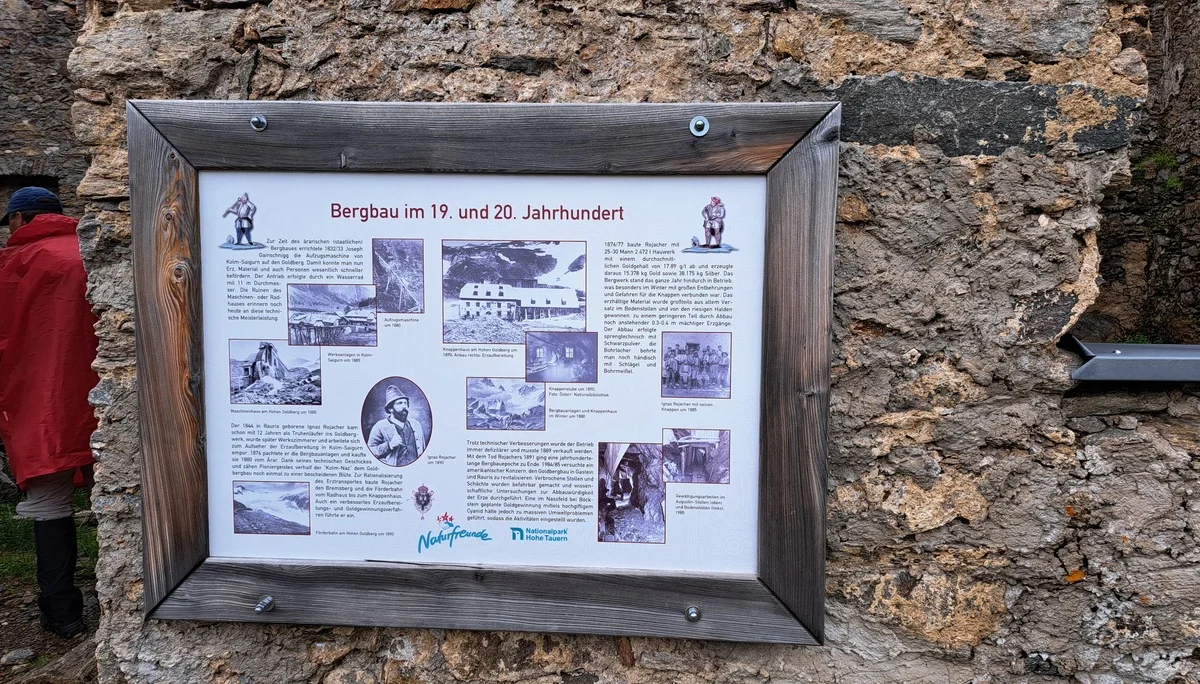 Bergbau im 19. und 20. Jahrhundert
Zur Zeit des ärarischen (staatlichen)
Bergbaues errichtete 1832/33 Joseph
Gainschnigg die Aufzugsmaschine von
Kolm-Saigurn auf den Goldberg. Damit konnte man nun
Erz, Material und auch Personen wesentlich schneller
befördern. Der Antrieb erfolgte durch ein Wasserrad
mit 11 m Durchmes-
ser. Die Ruinen des
Maschinen- oder Rad-
hauses erinnern noch
heute an diese techni-
sche Meisterleistung.
Aufzugsmaschine
um 1880
Werksanlagen in Kolm-
Saigurn um 1885
Maschinenhaus am Hohen Goldberg um 1885
Der 1844 in Rauris geborene Ignaz Rojacher kam
schon mit 12 Jahren als Truhenläufer ins Goldberg-
werk, wurde später Werkszimmerer und arbeitete sich
zum Aufseher der Erzaufbereitung in Kolm-Saigurn
empor. 1876 pachtete er die Bergbauanlagen und kaufte
sie 1880 vom Ärar. Dank seines technischen Geschickes
und zähen Pioniergeistes verhalf der "Kolm-Naz" dem Gold-
bergbau noch einmal zu einer bescheidenen Blüte. Zur Rationalisierung
des Erztransportes baute Rojacher
den Bremsberg und die Förderbahn
vom Radhaus bis zum Knappenhaus.
Auch ein verbessertes Erzaufberei-
tungs- und Goldgewinnungsverfah-
ren führte er ein.
Förderbahn am Hohen Goldberg um 1890
Ignaz Rojacher
um 1890
Knappenhaus am Hohen Goldberg um
1890, Anbau rechts: Erzaufbereitung
Knappenstube um 1890,
Foto: Österr. Nationalbibliothek
Bergbauanlagen und Knappenhaus
im Winter um 1880
Trotz technischer Verbesserungen wurde der Betrieb
immer defizitärer und musste 1889 verkauft werden.
Mit dem Tod Rojachers 1891 ging eine jahrhunderte-
lange Bergbauepoche zu Ende. 1984/85 versuchte ein
amerikanischer Konzern, den Goldbergbau in Gastein
und Rauris zu revitalisieren. Verbrochene Stollen und
Schächte wurden befahrbar gemacht und wissen-
schaftliche Untersuchungen zur Abbauwürdigkeit
der Erze durchgeführt. Eine im Nassfeld bei Böck-
stein geplante Goldgewinnung mittels hochgiftigem
Cyanid hätte jedoch zu massiven Umweltproblemen
geführt, sodass die Aktivitäten eingestellt wurden.
1876/77 baute Rojacher mit
25-30 Mann 2.472 t Hauwerk
mit einem durchschnitt-
lichen Goldgehalt von 17.89 g/t ab und erzeugte
daraus 15.378 kg Gold sowie 38.175 kg Silber. Das
Bergwerk stand das ganze Jahr hindurch in Betrieb,
was besonders im Winter mit großen Entbehrungen
und Gefahren für die Knappen verbunden war. Das
erzhältige Material wurde großteils aus altem Ver-
satz im Bodenstollen und von den riesigen Halden
gewonnen, zu einem geringeren Teil durch Abbau
noch anstehender 0.3-0.4 m mächtiger Erzgänge.
Der Abbau erfolgte
sprengtechnisch mit
Schwarzpulver, die
Bohrlöcher bohrte
man noch händisch
mit Schlägel und
Bohrmeißel.
Ignaz Rojacher mit seinen
Knappen um 1885
Gewältigungsarbeiten im
Augustin-Stollen (oben)
und Bodenstollen (links),
1985
Naturfreunde
Nationalpark
Hohe Tauern